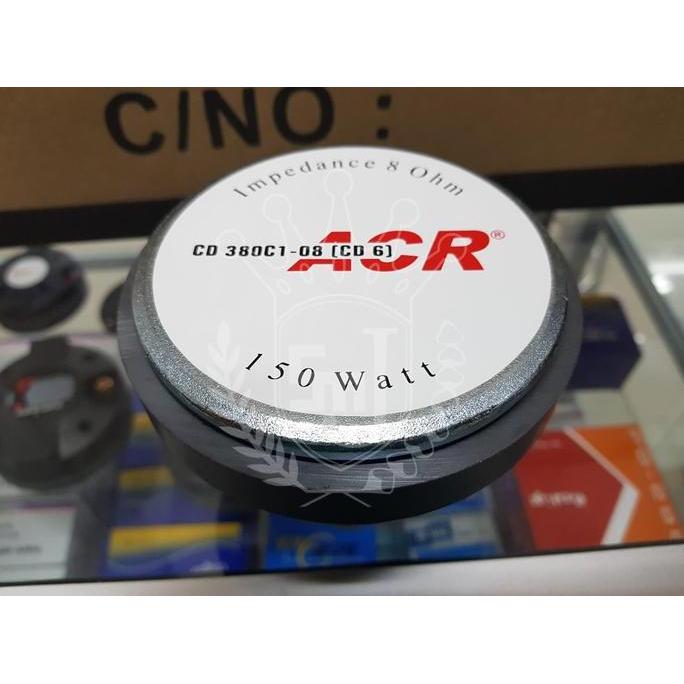 C/NO :
Impedance 8 Ohm
CD 380C1-08 (CD 6) ACR®
150 Watt